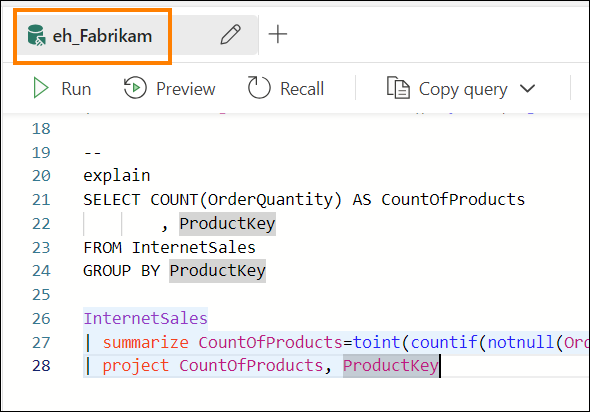 eh_Fabrikam
Run Preview Recall Copy query
18
19 --
20 explain
21 SELECT COUNT(OrderQuantity) AS CountOfProducts
22 , ProductKey
23 FROM InternetSales
24 GROUP BY ProductKey
25
26 InternetSales
27 | summarize CountOfProducts=toint(countif(notnull(Or
28 | project CountOfProducts, ProductKey